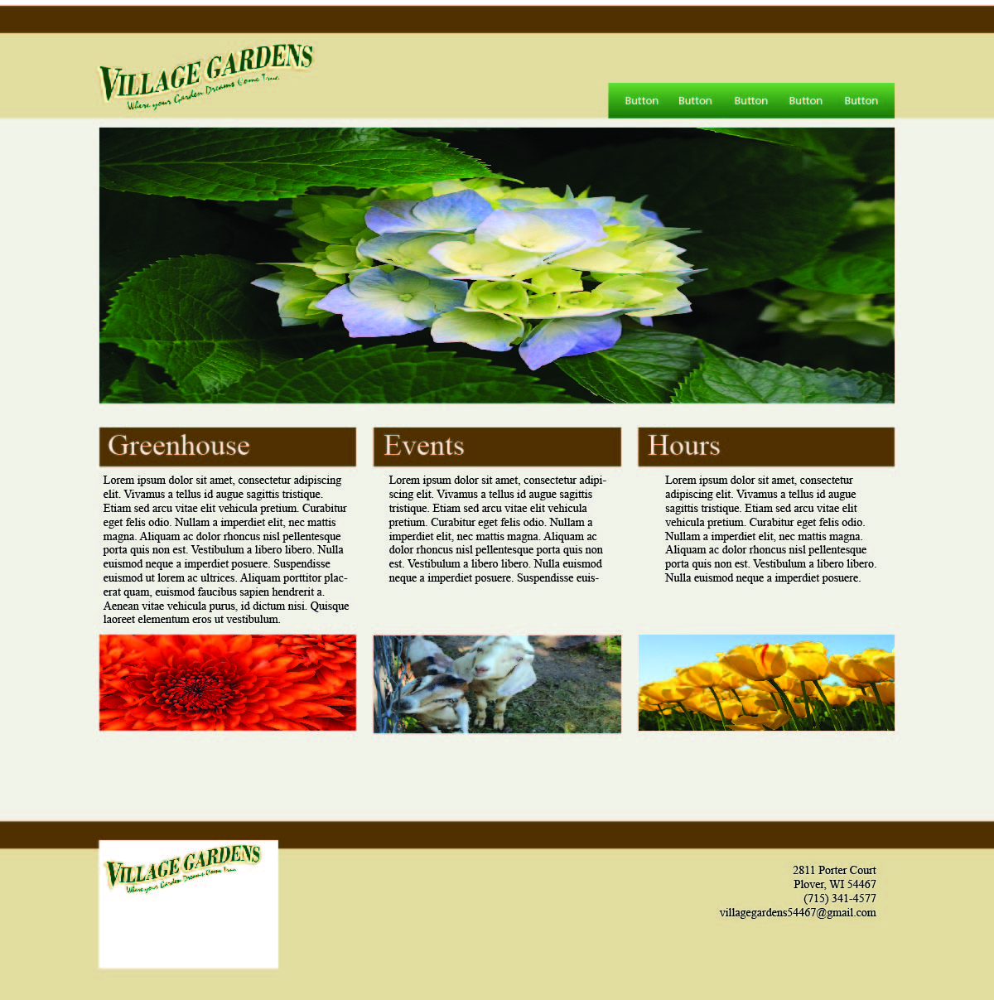 VILLAGE GARDENS
Where your Garden Dreams Come True.
Button Button Button Button Button
Greenhouse
Lorem ipsum dolor sit amet, consectetur adipiscing
elit. Vivamus a tellus id augue sagittis tristique.
Etiam sed arcu vitae elit vehicula pretium. Curabitur
eget felis odio. Nullam a imperdiet elit, nec mattis
magna. Aliquam ac dolor rhoncus nisl pellentesque
porta quis non est. Vestibulum a libero libero. Nulla
euismod neque a imperdiet posuere. Suspendisse
euismod ut lorem ac ultrices. Aliquam porttitor plac-
erat quam, euismod faucibus sapien hendrerit a.
Aenean vitae vehicula purus, id dictum nisi. Quisque
laoreet elementum eros ut vestibulum.
Events
Lorem ipsum dolor sit amet, consectetur adipi-
scing elit. Vivamus a tellus id augue sagittis
tristique. Etiam sed arcu vitae elit vehicula
pretium. Curabitur eget felis odio. Nullam a
imperdiet elit, nec mattis magna. Aliquam ac
dolor rhoncus nisl pellentesque porta quis non
est. Vestibulum a libero libero. Nulla euismod
neque a imperdiet posuere. Suspendisse euis-
Hours
Lorem ipsum dolor sit amet, consectetur
adipiscing elit. Vivamus a tellus id augue
sagittis tristique. Etiam sed arcu vitae elit
vehicula pretium. Curabitur eget felis odio.
Nullam a imperdiet elit, nec mattis magna.
Aliquam ac dolor rhoncus nisl pellentesque
porta quis non est. Vestibulum a libero libero.
Nulla euismod neque a imperdiet posuere.
VILLAGE GARDENS
Where your Garden Dreams Come True.
2811 Porter Court
Plover, WI 54467
(715) 341-4577
villagegardens54467@gmail.com